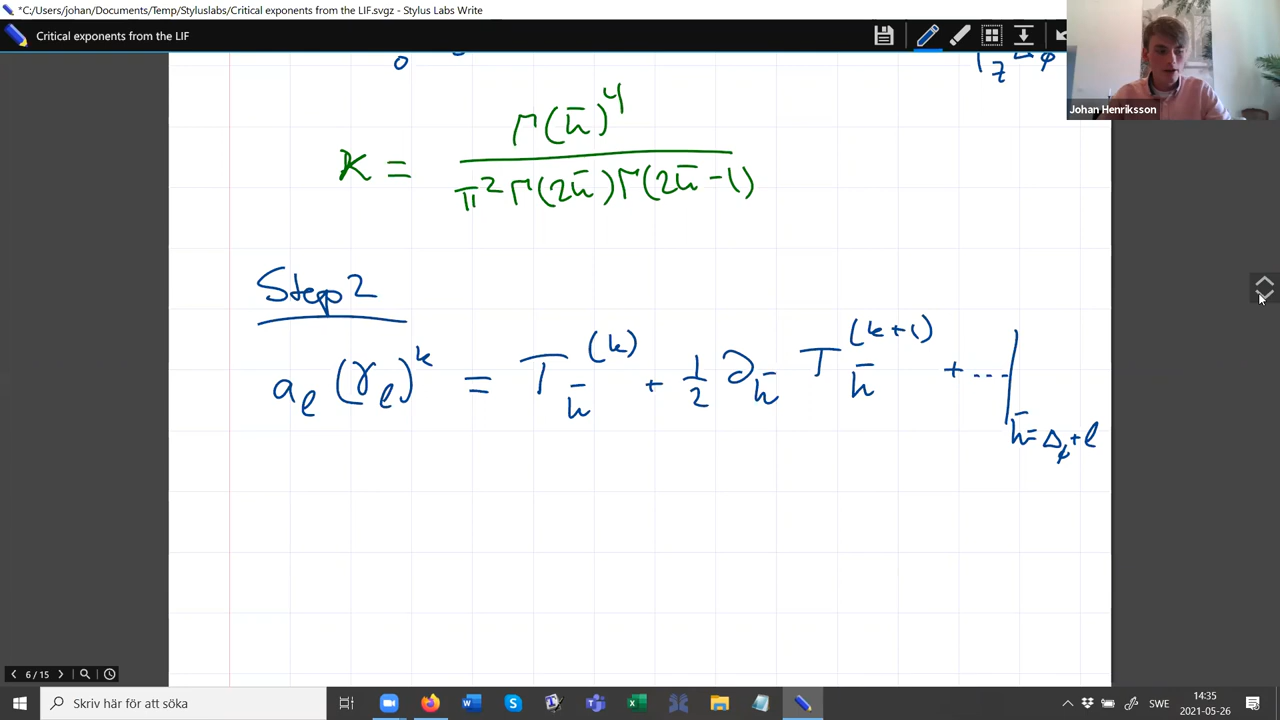 *C:/Users/johan/Documents/Temp/Styluslabs/Critical exponents from the LIF.svgz - Stylus Labs Write
Critical exponents from the LIF
Johan Henriksson
K = Γ(h̄)^4 / π^2 Γ(2h̄) Γ(2h̄-1)
Step 2
a_ℓ (γ_ℓ)^k = T_h̄^(k) + 1/2 ∂_h̄ T_h̄^(k+1) + ... | h̄=Δ_φ+ℓ
6 / 15
Skriv här för att söka
SWE
14:35
2021-05-26